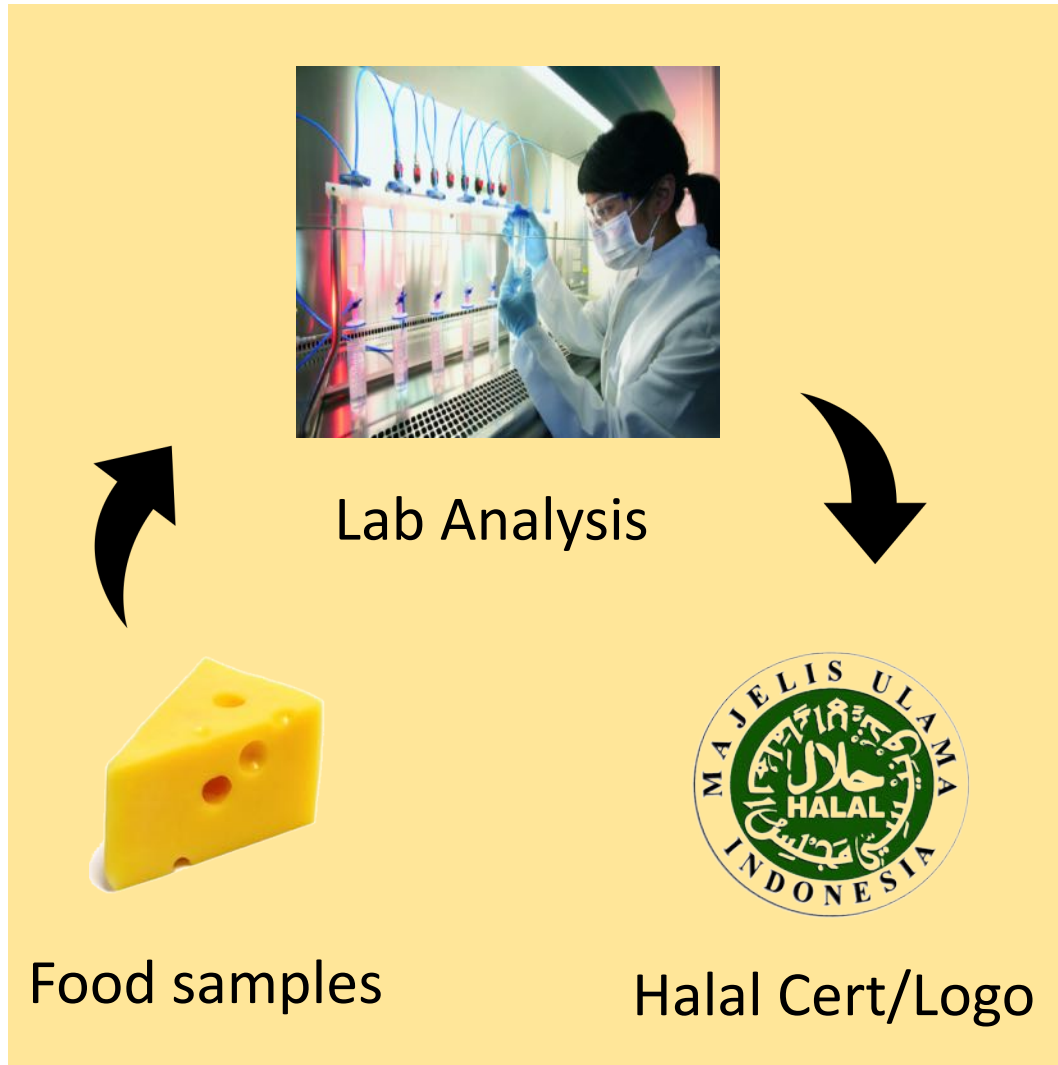 Lab Analysis
MAJELIS ULAMA
حلال
HALAL
INDONESIA
Food samples
Halal Cert/Logo